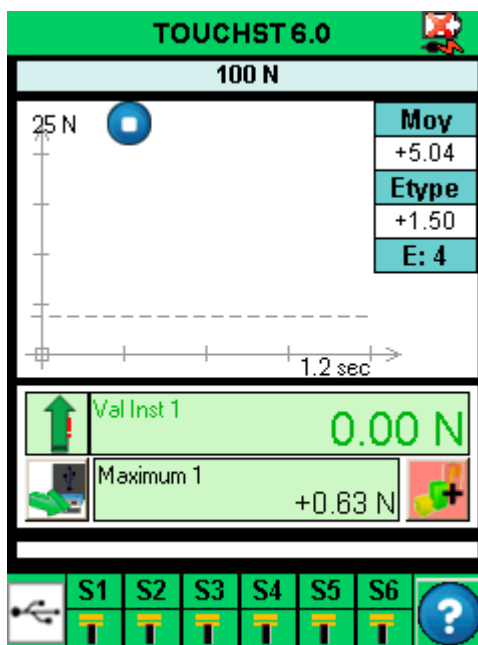 TOUCHST 6.0
100 N
25 N
Moy
+5.04
Etype
+1.50
E: 4
1.2 sec
Val Inst 1
0.00 N
Maximum 1
+0.63 N
S1 S2 S3 S4 S5 S6
?